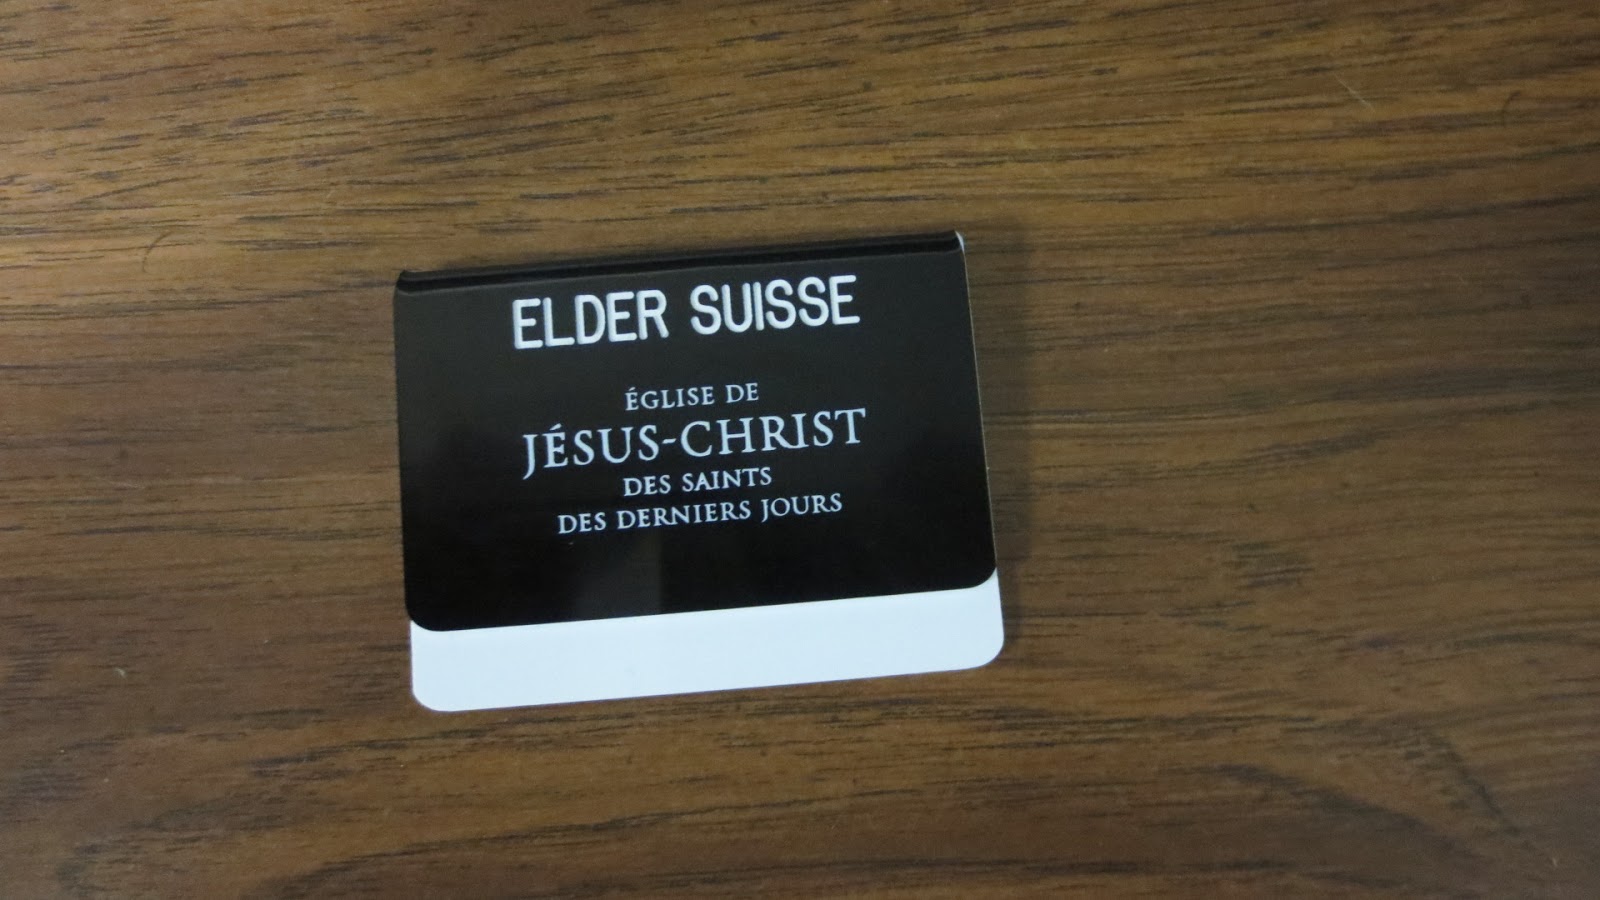 ELDER SUISSE
ÉGLISE DE
JÉSUS-CHRIST
DES SAINTS
DES DERNIERS JOURS